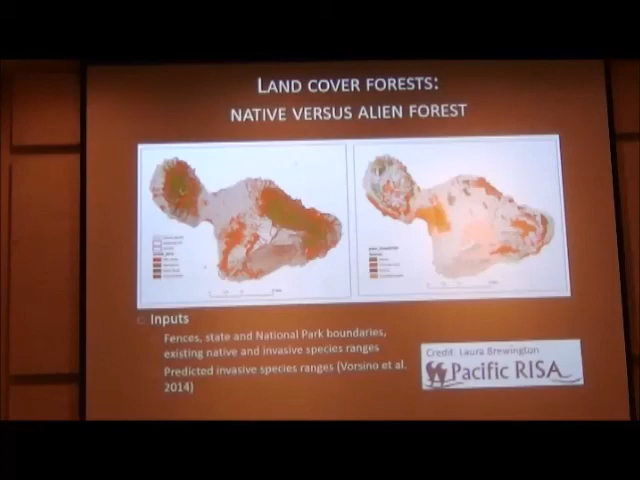 LAND COVER FORESTS:
NATIVE VERSUS ALIEN FOREST
Inputs
Fences, state and National Park boundaries,
existing native and invasive species ranges
Predicted invasive species ranges (Vorsino et al.
2014)
Credit: Laura Brewington
Pacific RISA